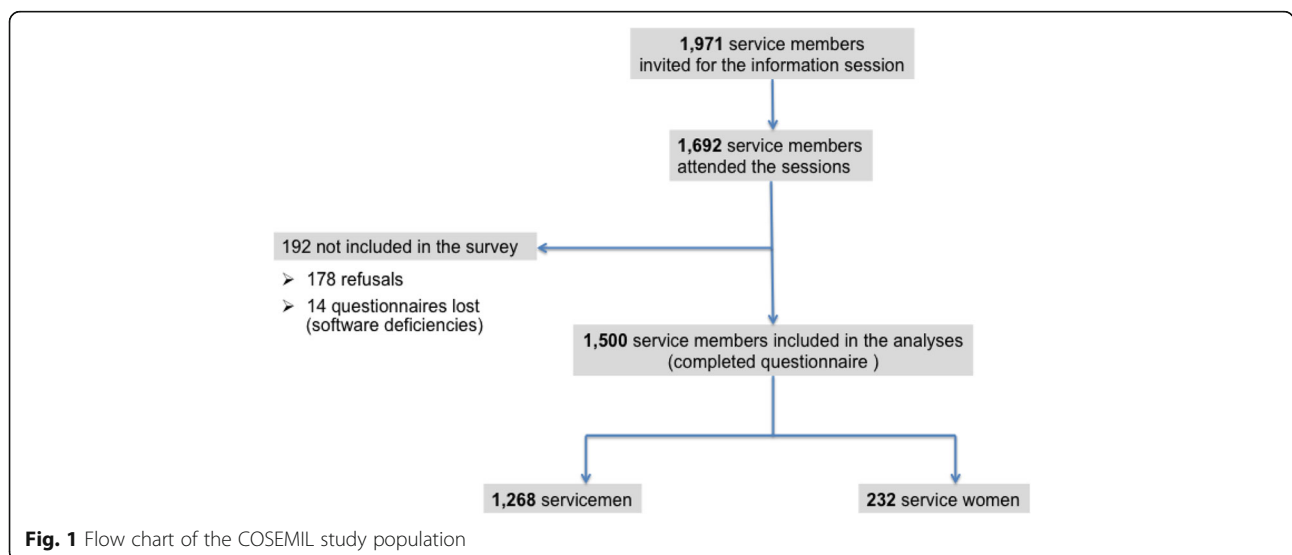 1,971 service members
invited for the information session
1,692 service members
attended the sessions
192 not included in the survey
➢ 178 refusals
➢ 14 questionnaires lost
(software deficiencies)
1,500 service members included in the analyses
(completed questionnaire )
1,268 servicemen
232 service women
Fig. 1 Flow chart of the COSEMIL study population